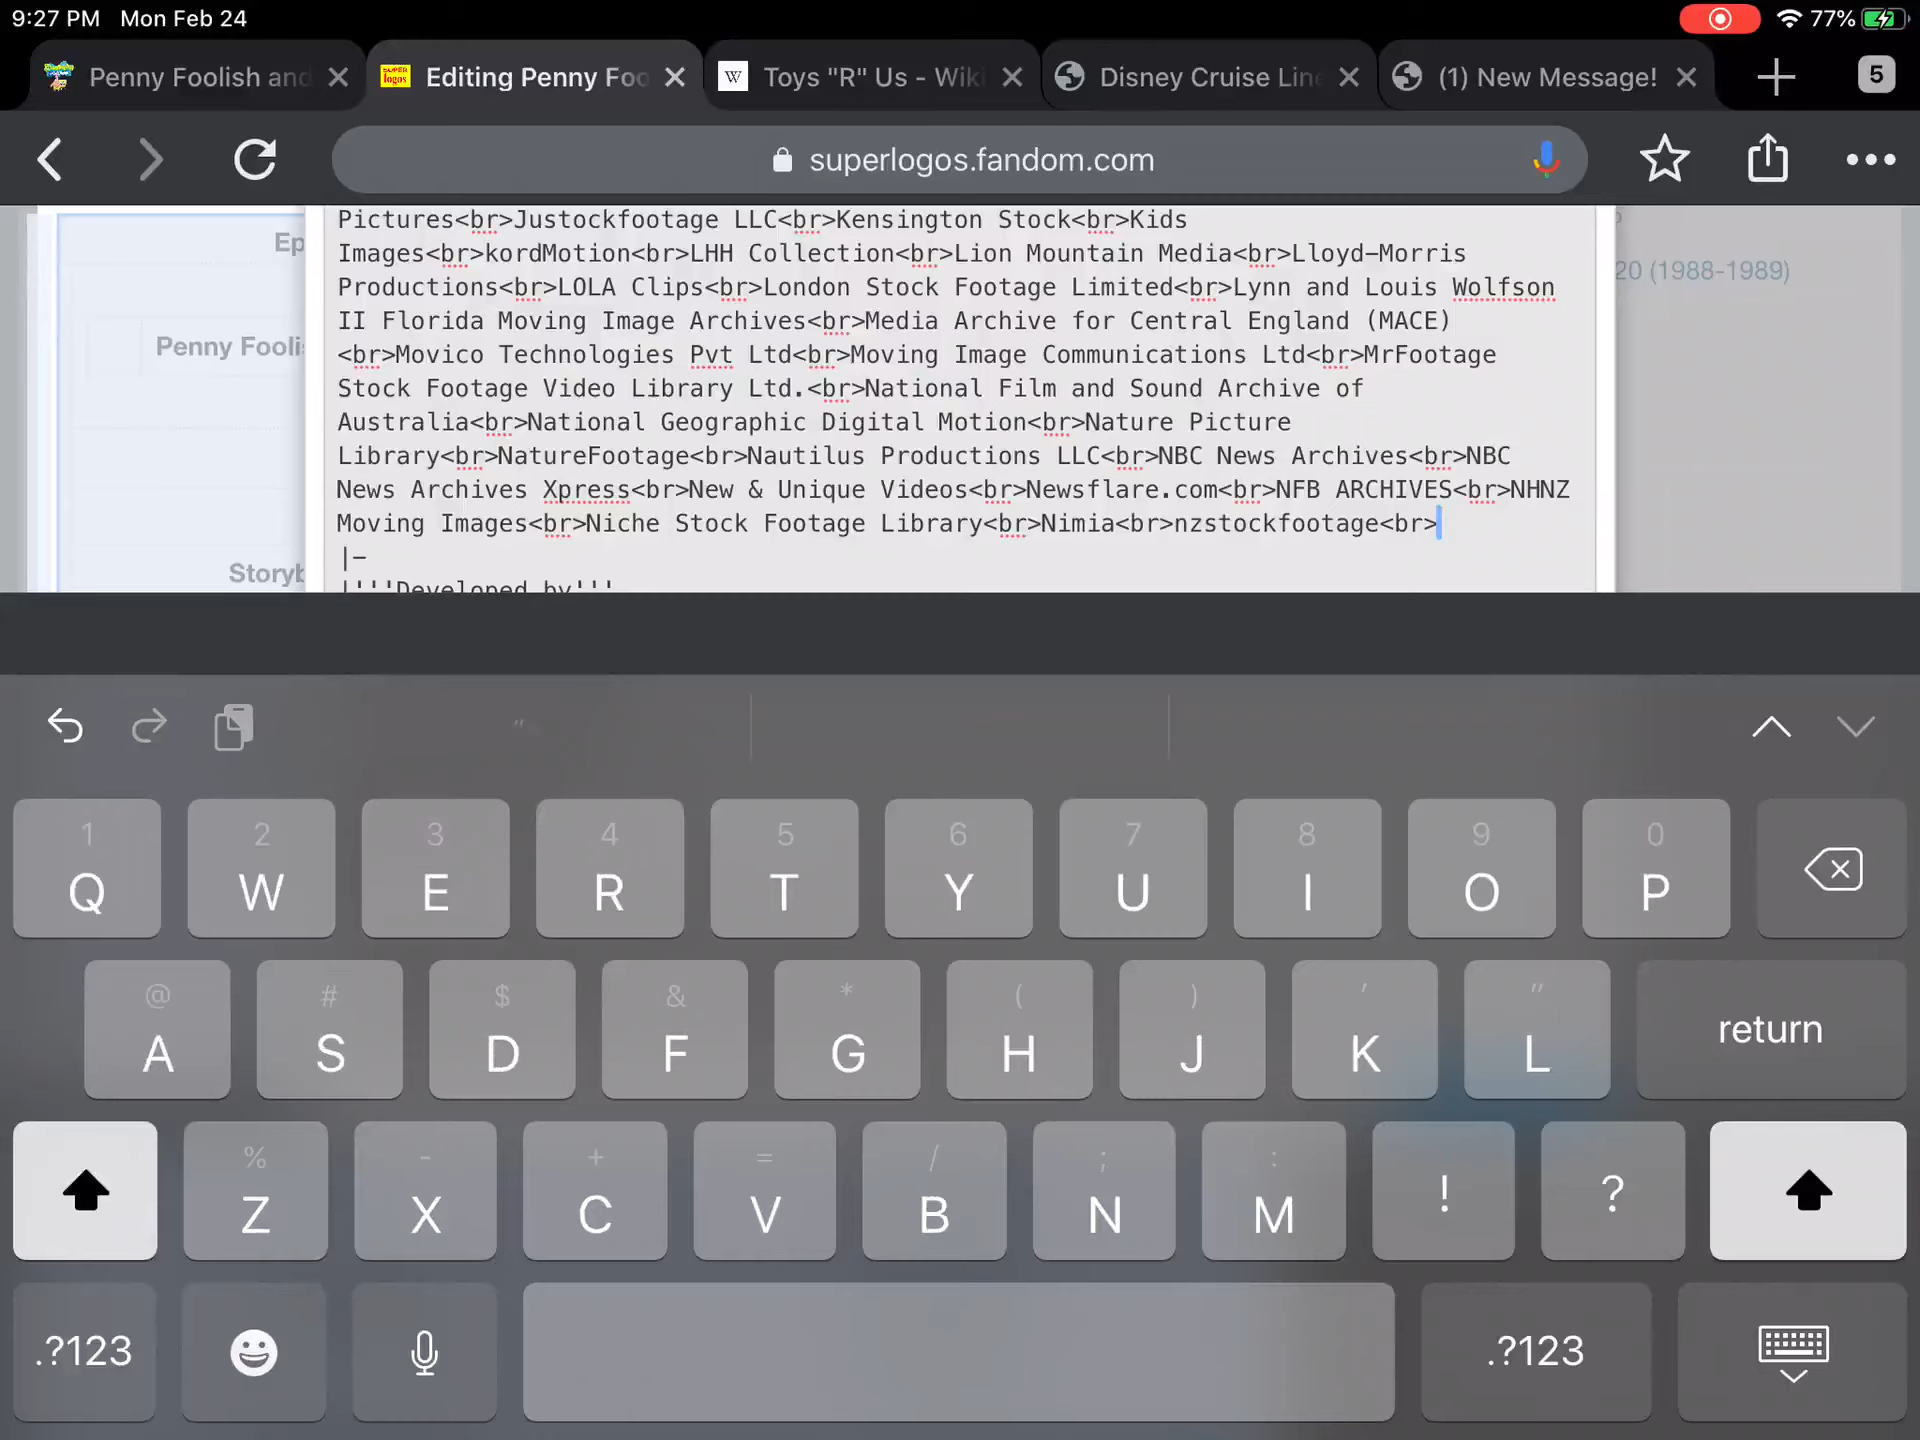 9:27 PM Mon Feb 24
77%
Penny Foolish and
Editing Penny Foo
W Toys "R" Us - Wiki
Disney Cruise Line
(1) New Message!
5
superlogos.fandom.com
Pictures<br>Justockfootage LLC<br>Kensington Stock<br>Kids
Images<br>kordMotion<br>LHH Collection<br>Lion Mountain Media<br>Lloyd-Morris
Productions<br>LOLA Clips<br>London Stock Footage Limited<br>Lynn and Louis Wolfson
II Florida Moving Image Archives<br>Media Archive for Central England (MACE)
<br>Movico Technologies Pvt Ltd<br>Moving Image Communications Ltd<br>MrFootage
Stock Footage Video Library Ltd.<br>National Film and Sound Archive of
Australia<br>National Geographic Digital Motion<br>Nature Picture
Library<br>NatureFootage<br>Nautilus Productions LLC<br>NBC News Archives<br>NBC
News Archives Xpress<br>New & Unique Videos<br>Newsflare.com<br>NFB ARCHIVES<br>NHNZ
Moving Images<br>Niche Stock Footage Library<br>Nimia<br>nzstockfootage<br>
|-
|'''Developed by'''
Ep
Penny Fooli
Storyb
20 (1988-1989)
"
1 2 3 4 5 6 7 8 9 0
Q W E R T Y U I O P
@ # $ & * ( ) ' "
A S D F G H J K L return
% - + = / ; :
Z X C V B N M ! ?
.?123 .?123